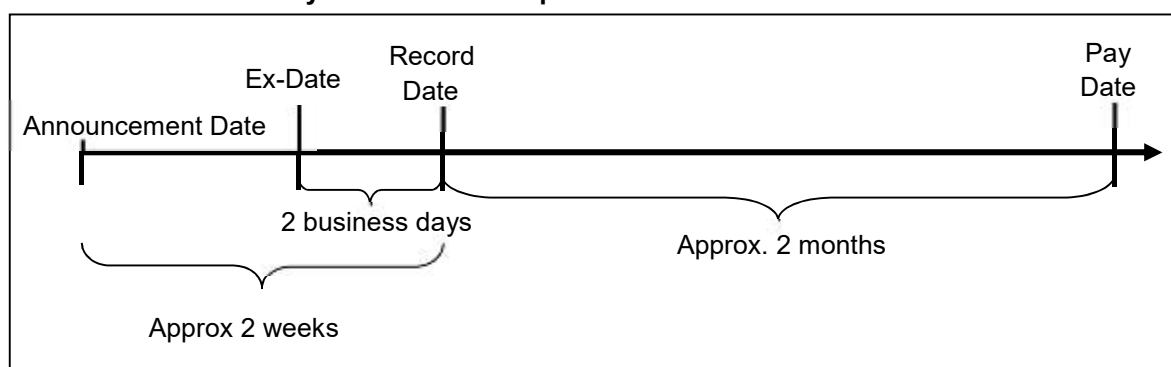 Record
Date
Pay
Date
Ex-Date
Announcement Date
2 business days
Approx. 2 months
Approx 2 weeks